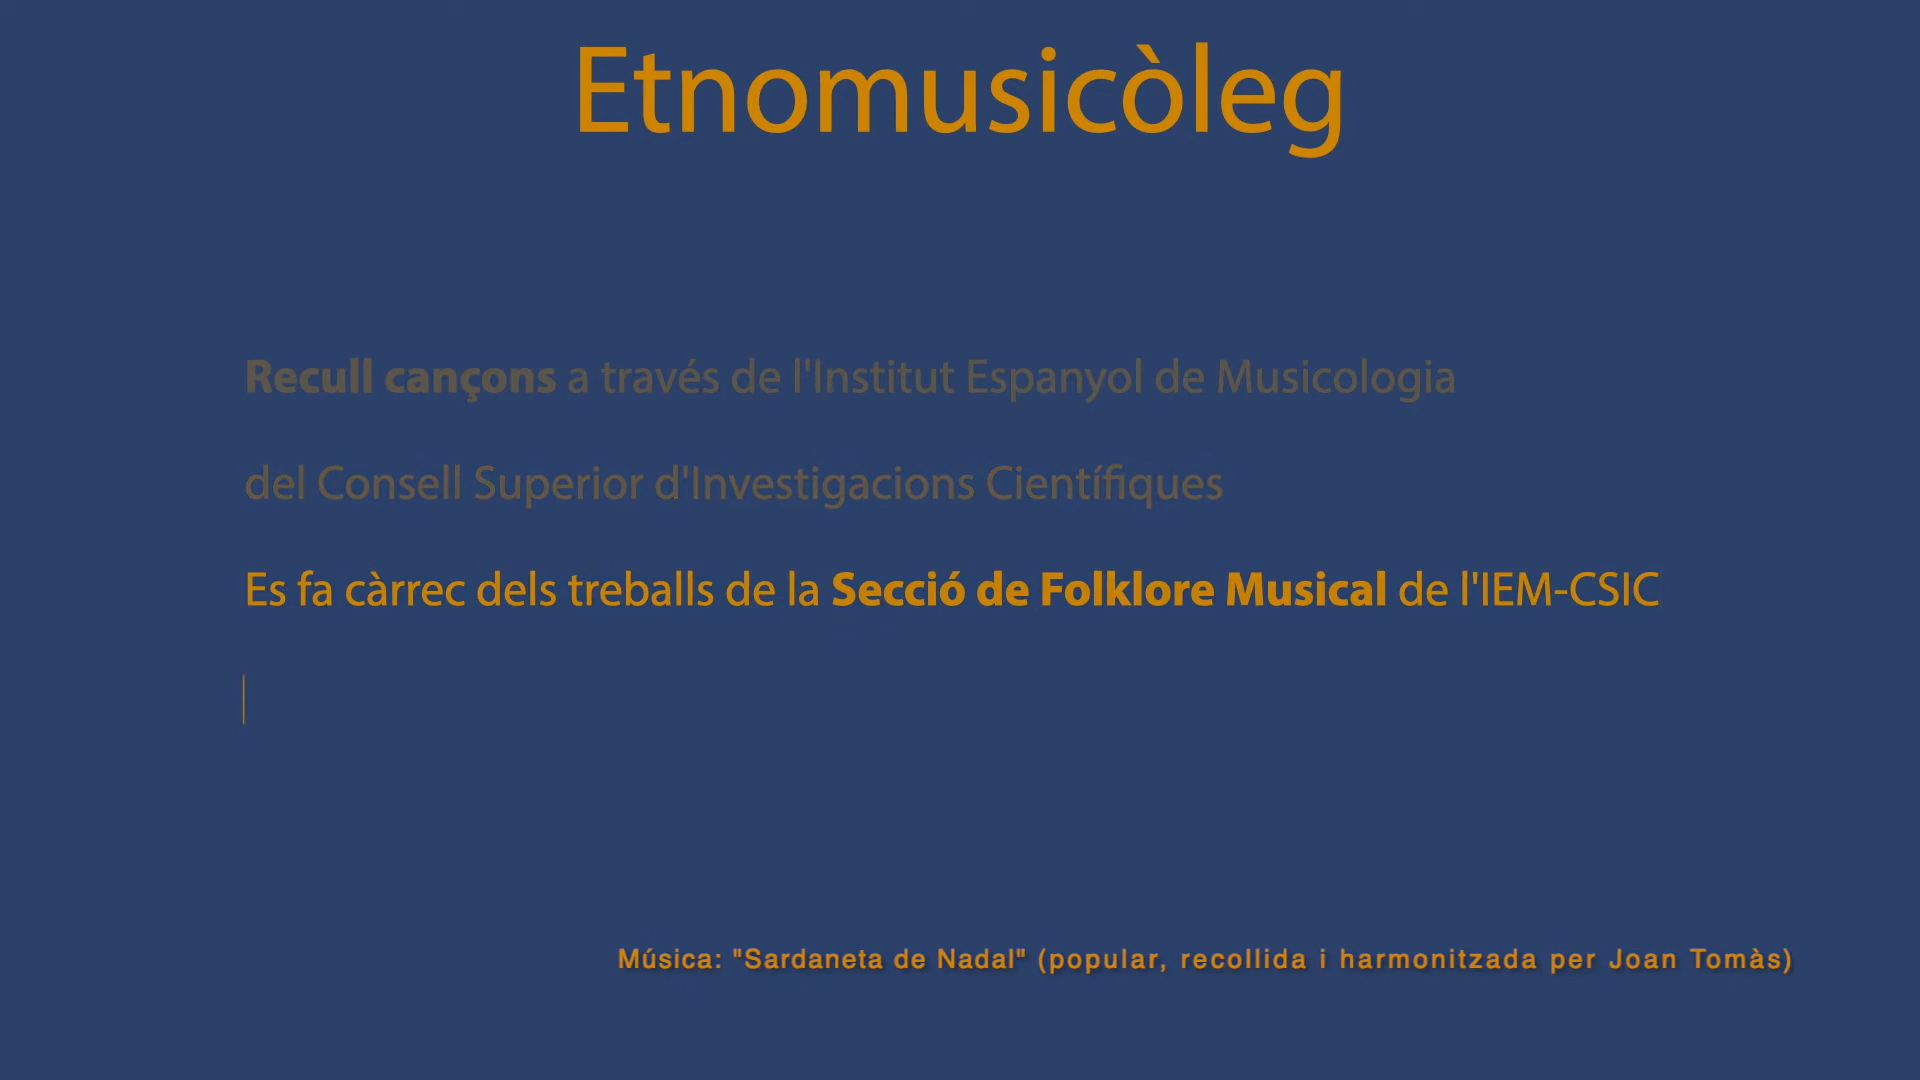 Etnomusicòleg
Recull cançons a través de l'Institut Espanyol de Musicologia
del Consell Superior d'Investigacions Científiques
Es fa càrrec dels treballs de la Secció de Folklore Musical de l'IEM-CSIC
Música: "Sardaneta de Nadal" (popular, recollida i harmonitzada per Joan Tomàs)